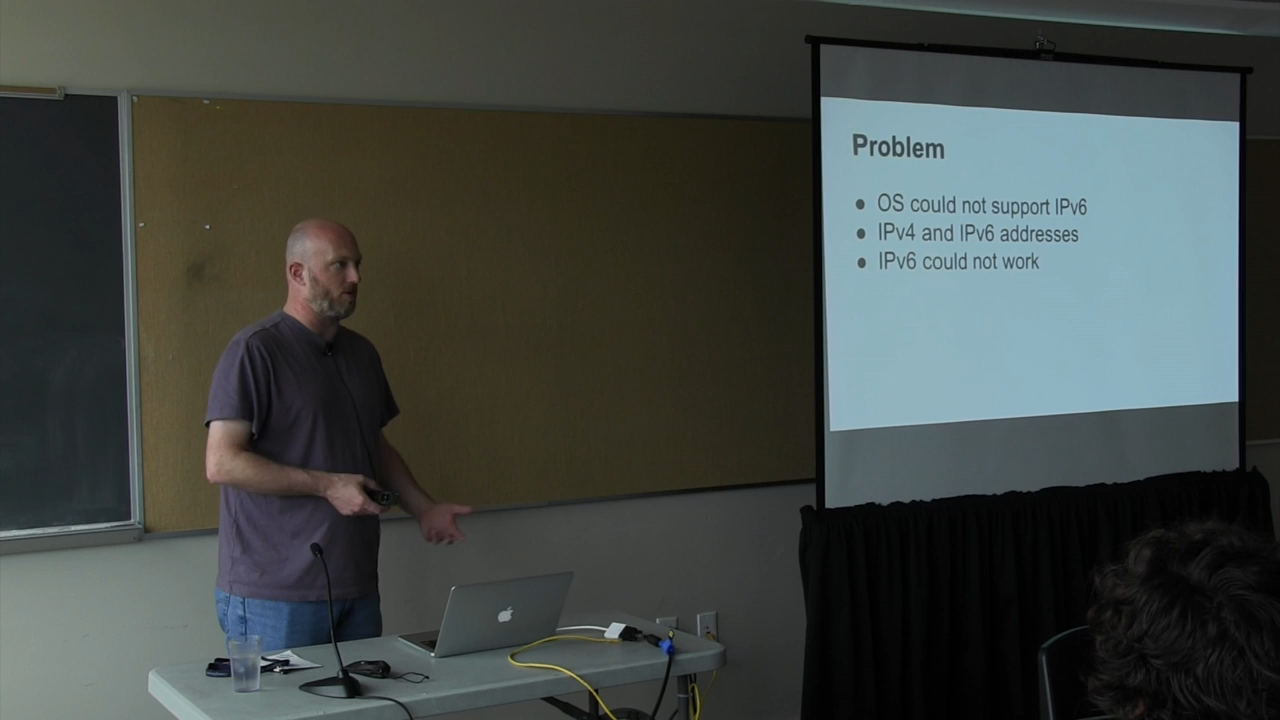 Problem
● OS could not support IPv6
● IPv4 and IPv6 addresses
● IPv6 could not work